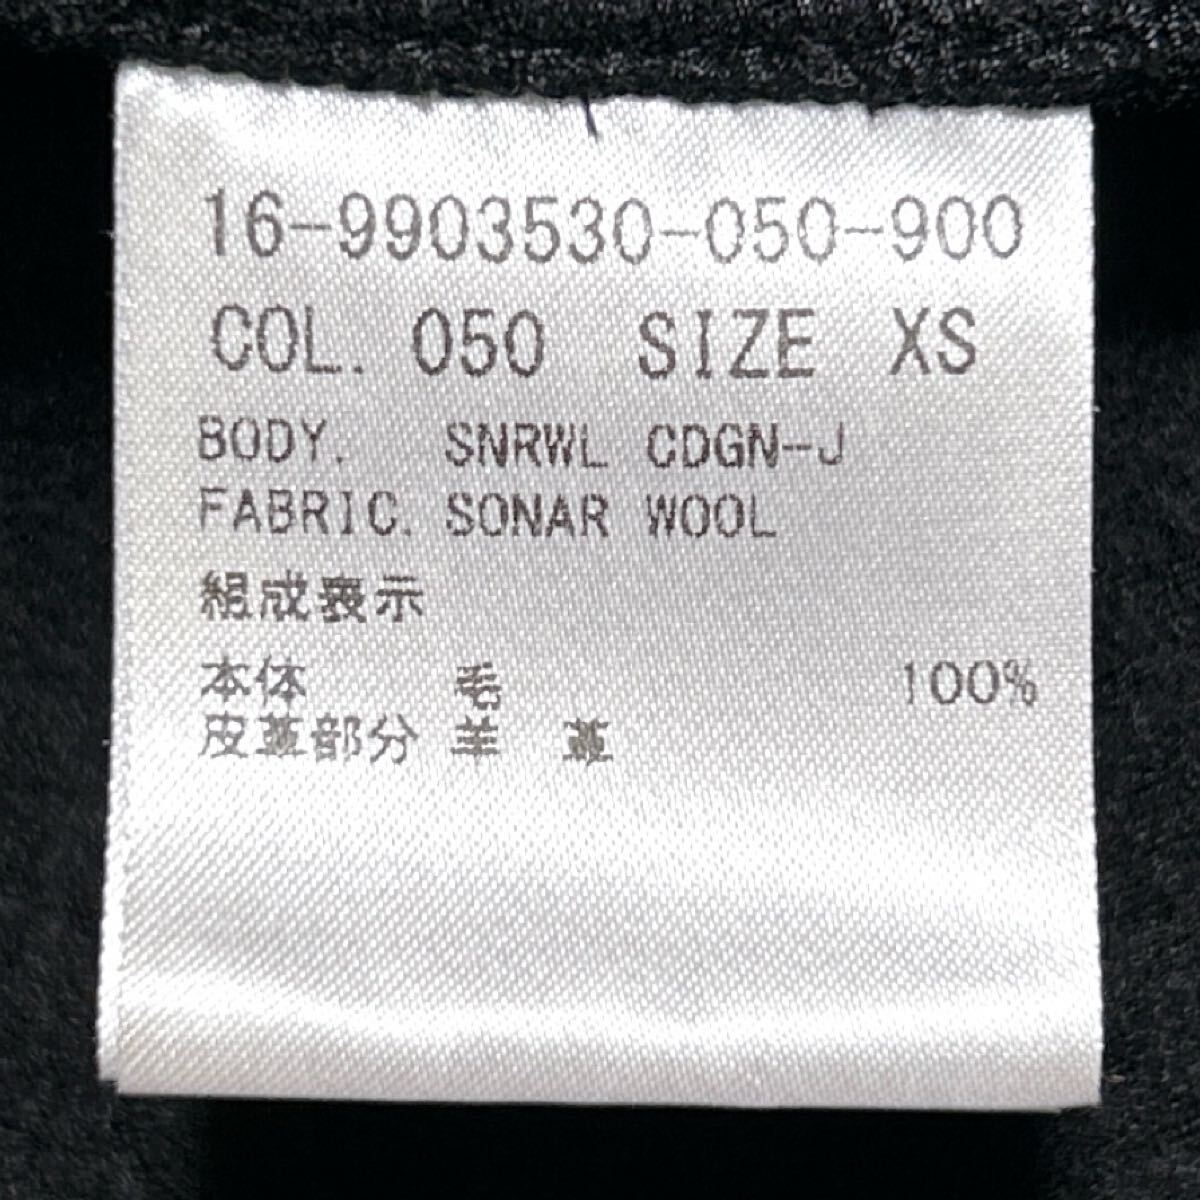 16-9903530-050-900
COL. 050 SIZE XS
BODY. SNRWL CDGN-J
FABRIC. SONAR WOOL
組成表示
本体 毛 100%
皮革部分 羊 革